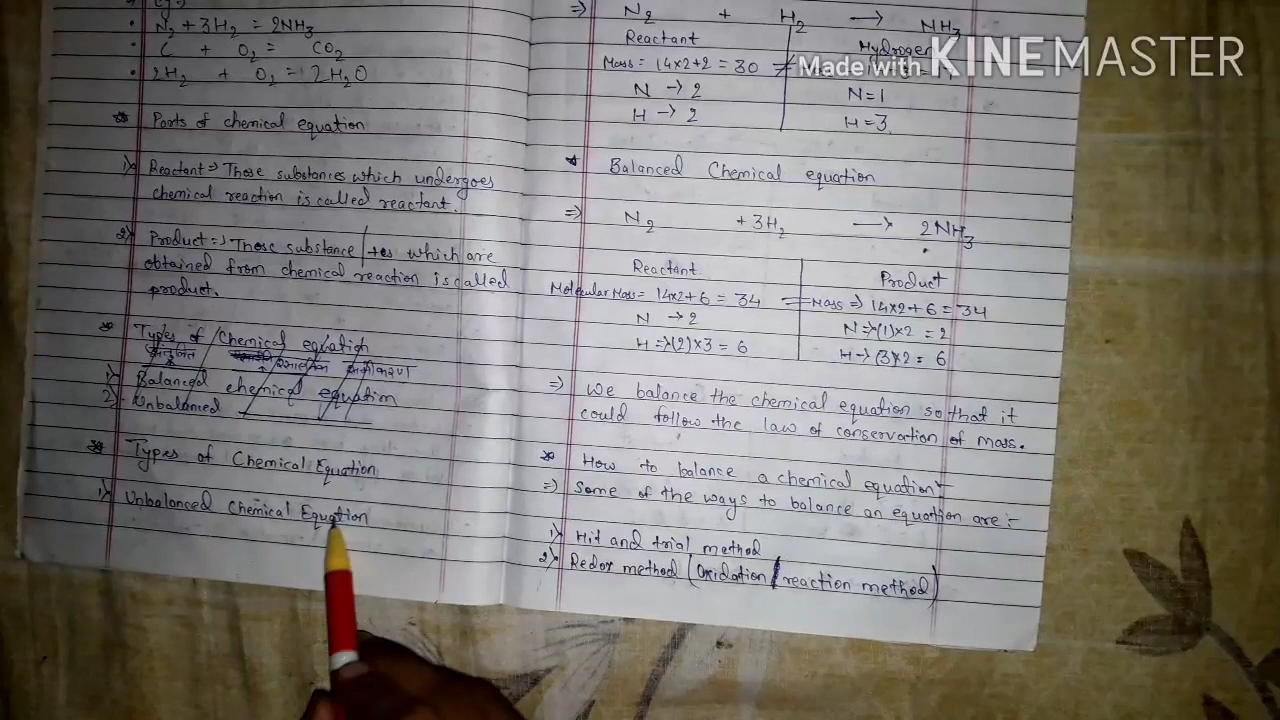 N₂ + 3H₂ = 2NH₃
C + O₂ = CO₂
2H₂ + O₂ = 2H₂O
Parts of chemical equation
1) Reactant ⇒ Those substances which undergoes
chemical reaction is called reactant.
2) Product ⇒ Those substance/tes which are
obtained from chemical reaction is called
product.
Types of Chemical equation
1) Balanced chemical equation
2) Unbalanced
Types of Chemical Equation
1) Unbalanced Chemical Equation
⇒ N₂ + H₂ → NH₃
Reactant
Hydrogen
Mass = 14×2+2 = 30 ≠
N → 2
N = 1
H → 2
H = 3
Balanced Chemical equation
⇒ N₂ + 3H₂ → 2NH₃
Reactant
Product
Molecular Mass = 14×2+6 = 34 = Mass ⇒ 14×2+6 = 34
N → 2
N ⇒ (1)×2 = 2
H ⇒ (2)×3 = 6
H → (3)×2 = 6
⇒ We balance the chemical equation so that it
could follow the law of conservation of mass.
How to balance a chemical equation
⇒ Some of the ways to balance an equation are :-
1) Hit and trial method
2) Redox method (Oxidation/reaction method)
Made with KINEMASTER